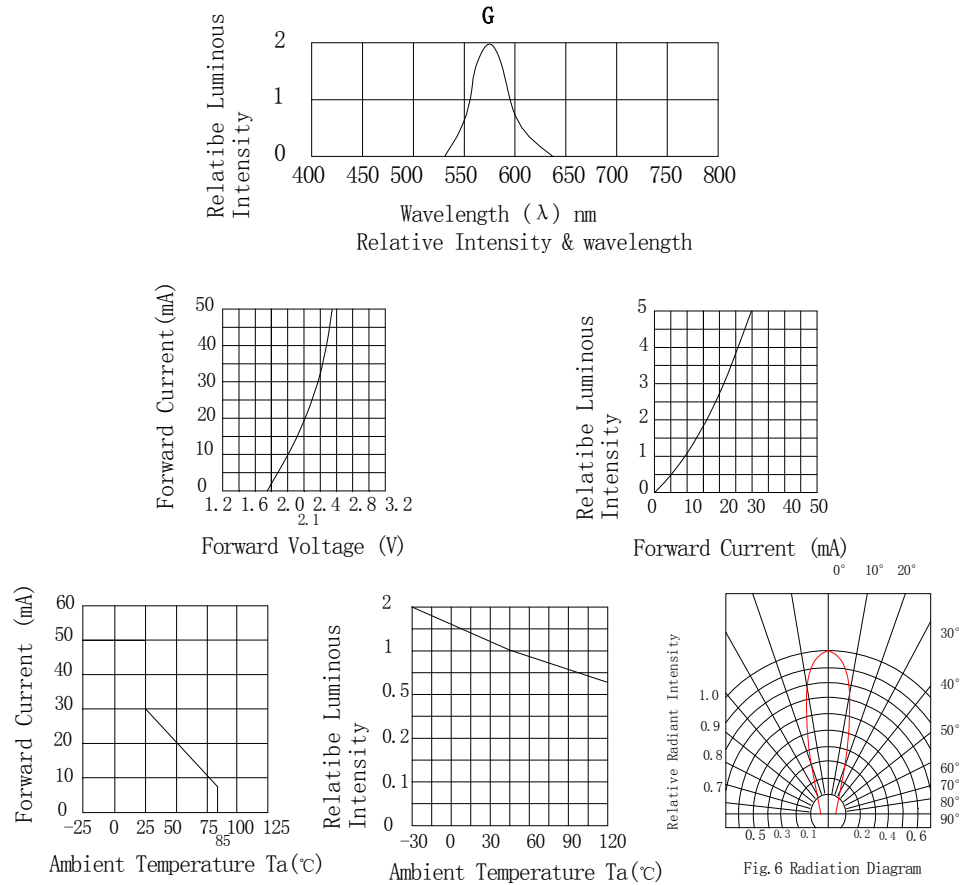 G
Relatibe Luminous
Intensity
2
1
0
400 450 500 550 600 650 700 750 800
Wavelength (λ) nm
Relative Intensity & wavelength
Forward Current(mA)
50
40
30
20
10
0
1.2 1.6 2.0 2.4 2.8 3.2
2.1
Forward Voltage (V)
Relatibe Luminous
Intensity
5
4
3
2
1
0
0 10 20 30 40 50
Forward Current (mA)
Forward Current (mA)
60
50
40
30
20
10
0
-25 0 25 50 75 100 125
85
Ambient Temperature Ta(℃)
Relatibe Luminous
Intensity
2
1
0.5
0.2
0.1
0
-30 0 30 60 90 120
Ambient Temperature Ta(℃)
Relative Radiant Intensity
0° 10° 20°
30°
40°
50°
60°
70°
80°
90°
1.0
0.9
0.8
0.7
0.5 0.3 0.1 0.2 0.4 0.6
Fig.6 Radiation Diagram